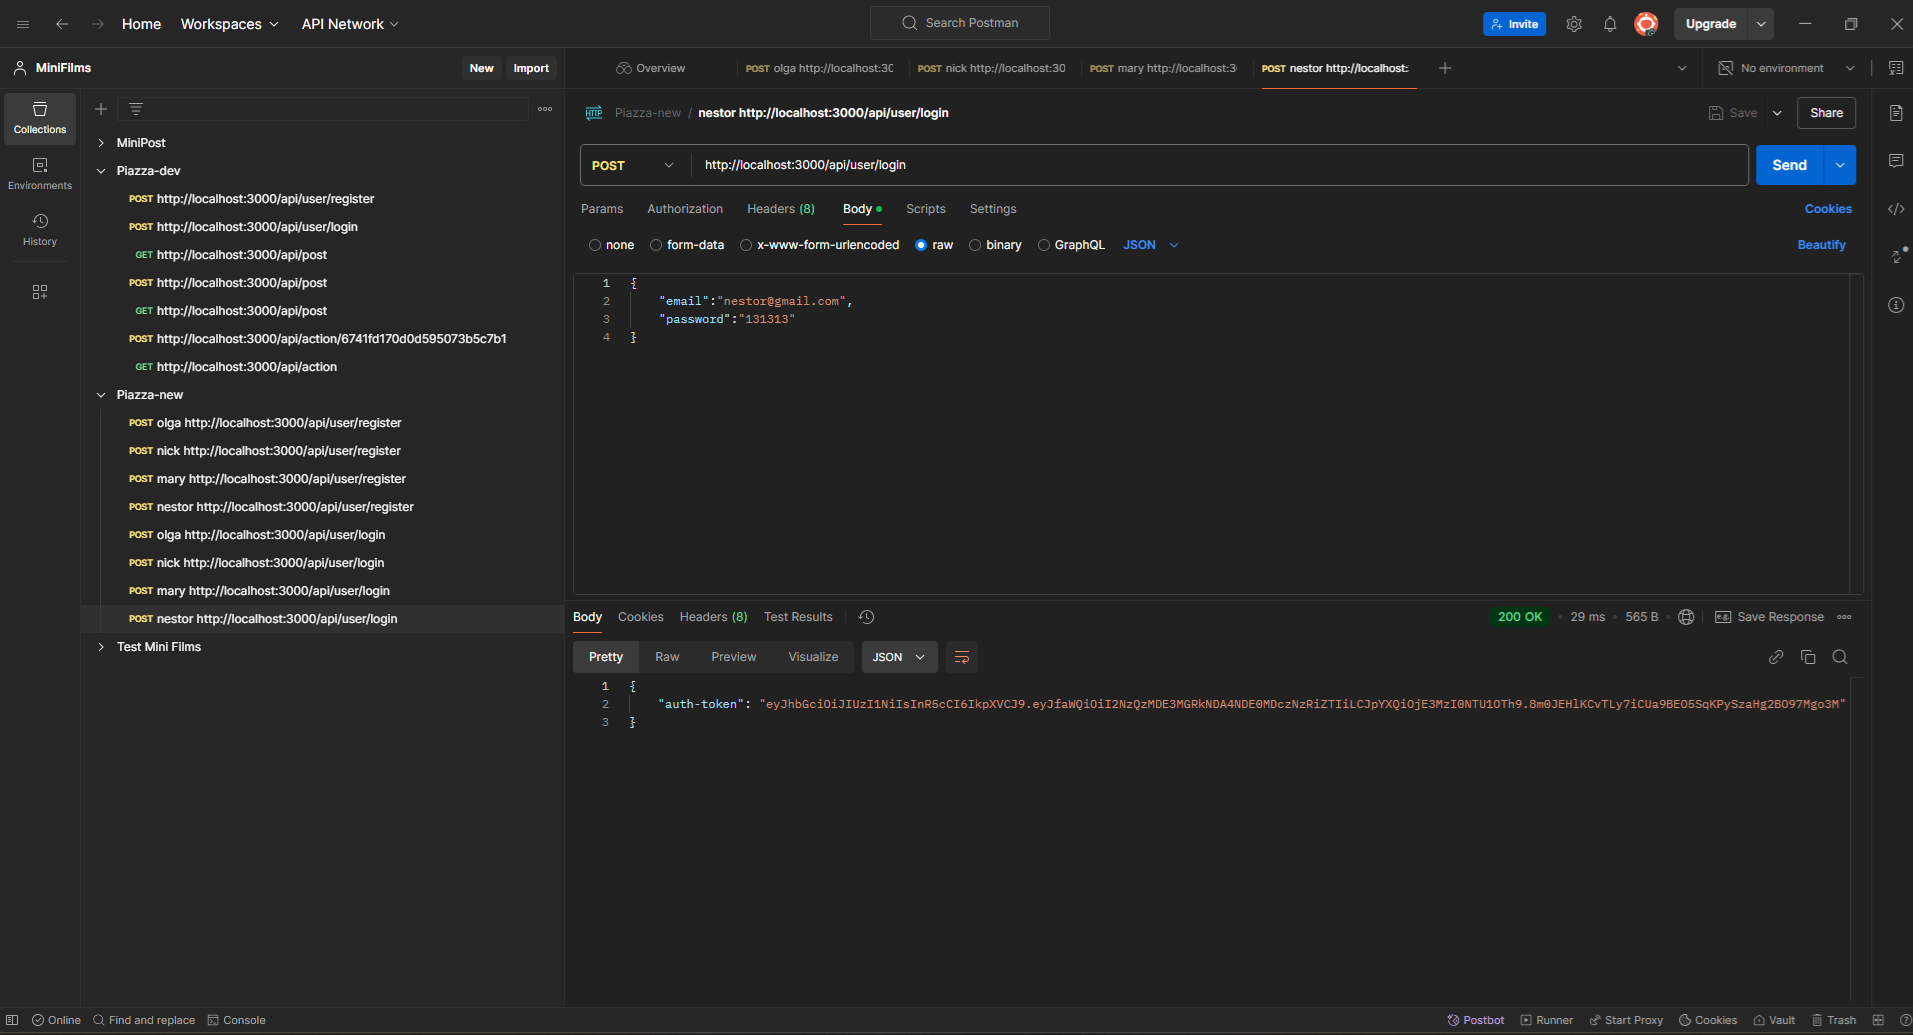 Home Workspaces API Network Search Postman Invite Upgrade
MiniFilms New Import
Overview POST olga http://localhost:30 POST nick http://localhost:30 POST mary http://localhost:3 POST nestor http://localhost: No environment
Collections
Environments
History
MiniPost
Piazza-dev
POST http://localhost:3000/api/user/register
POST http://localhost:3000/api/user/login
GET http://localhost:3000/api/post
POST http://localhost:3000/api/post
GET http://localhost:3000/api/post
POST http://localhost:3000/api/action/6741fd170d0d595073b5c7b1
GET http://localhost:3000/api/action
Piazza-new
POST olga http://localhost:3000/api/user/register
POST nick http://localhost:3000/api/user/register
POST mary http://localhost:3000/api/user/register
POST nestor http://localhost:3000/api/user/register
POST olga http://localhost:3000/api/user/login
POST nick http://localhost:3000/api/user/login
POST mary http://localhost:3000/api/user/login
POST nestor http://localhost:3000/api/user/login
Test Mini Films
HTTP Piazza-new / nestor http://localhost:3000/api/user/login Save Share
POST http://localhost:3000/api/user/login Send
Params Authorization Headers (8) Body Scripts Settings Cookies
none form-data x-www-form-urlencoded raw binary GraphQL JSON Beautify
1 {
2 "email":"nestor@gmail.com",
3 "password":"131313"
4 }
Body Cookies Headers (8) Test Results 200 OK • 29 ms • 565 B • e.g. Save Response
Pretty Raw Preview Visualize JSON
1 {
2 "auth-token": "eyJhbGciOiJIUzI1NiIsInR5cCI6IkpXVCJ9.eyJfaWQiOiI2NzQzMDE3MGRkNDA4NDE0MDczNzRiZTIiLCJpYXQiOjE3MzI0NTU1OTh9.8m0JEHlKCvTLy7iCUa9BEO5SqKPySzaHg2BO97Mgo3M"
3 }
Online Find and replace Console Postbot Runner Start Proxy Cookies Vault Trash